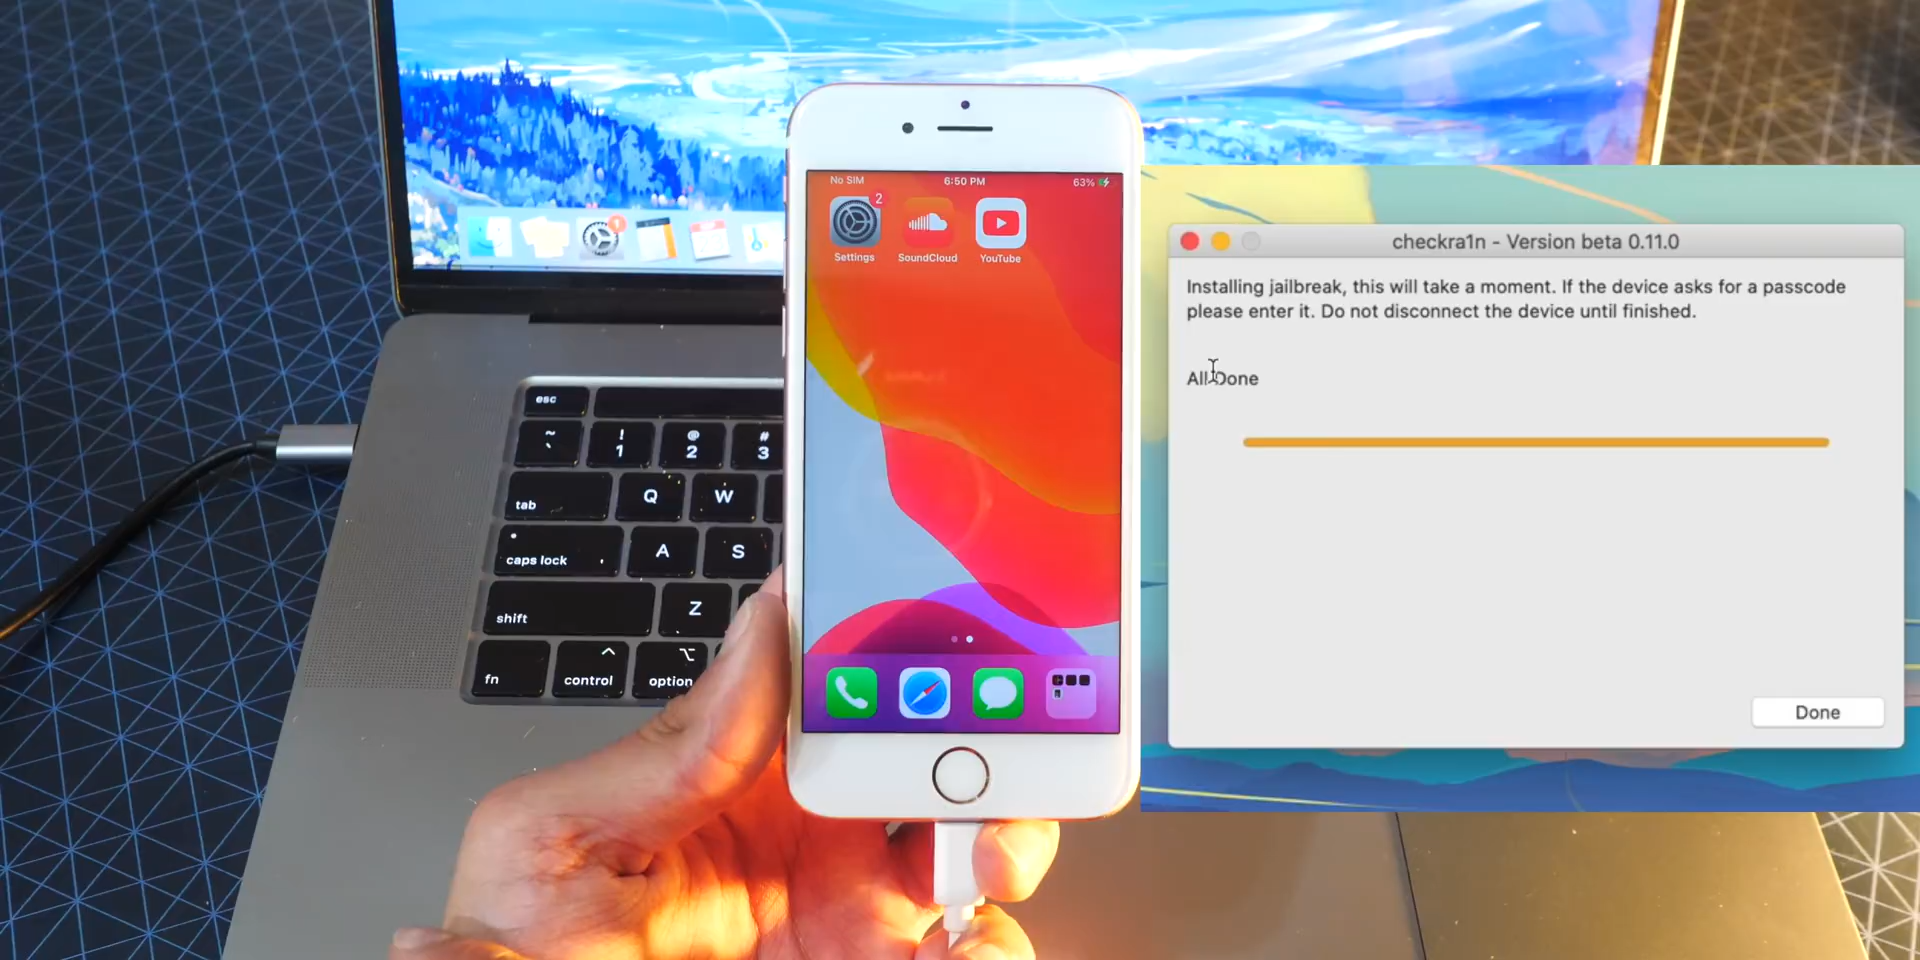 No SIM
6:50 PM
63%
2
Settings
SoundCloud
YouTube
1
esc
~
`
!
1
@
2
#
3
tab
Q
W
caps lock
A
S
shift
Z
fn
^
control
option
checkra1n - Version beta 0.11.0
Installing jailbreak, this will take a moment. If the device asks for a passcode
please enter it. Do not disconnect the device until finished.
All Done
Done